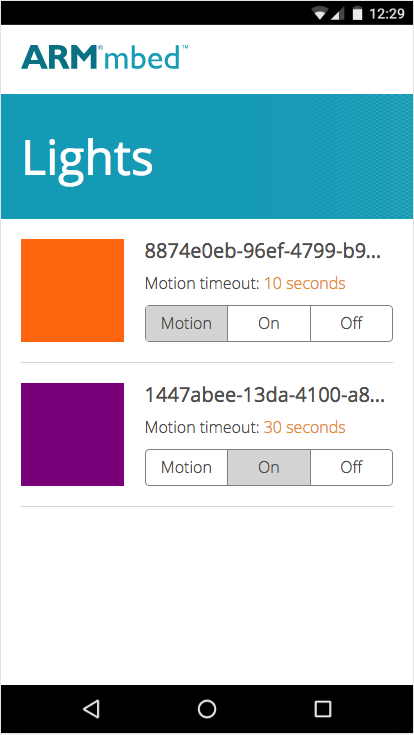 12:29
ARM®mbed™
Lights
8874e0eb-96ef-4799-b9...
Motion timeout: 10 seconds
Motion On Off
1447abee-13da-4100-a8...
Motion timeout: 30 seconds
Motion On Off